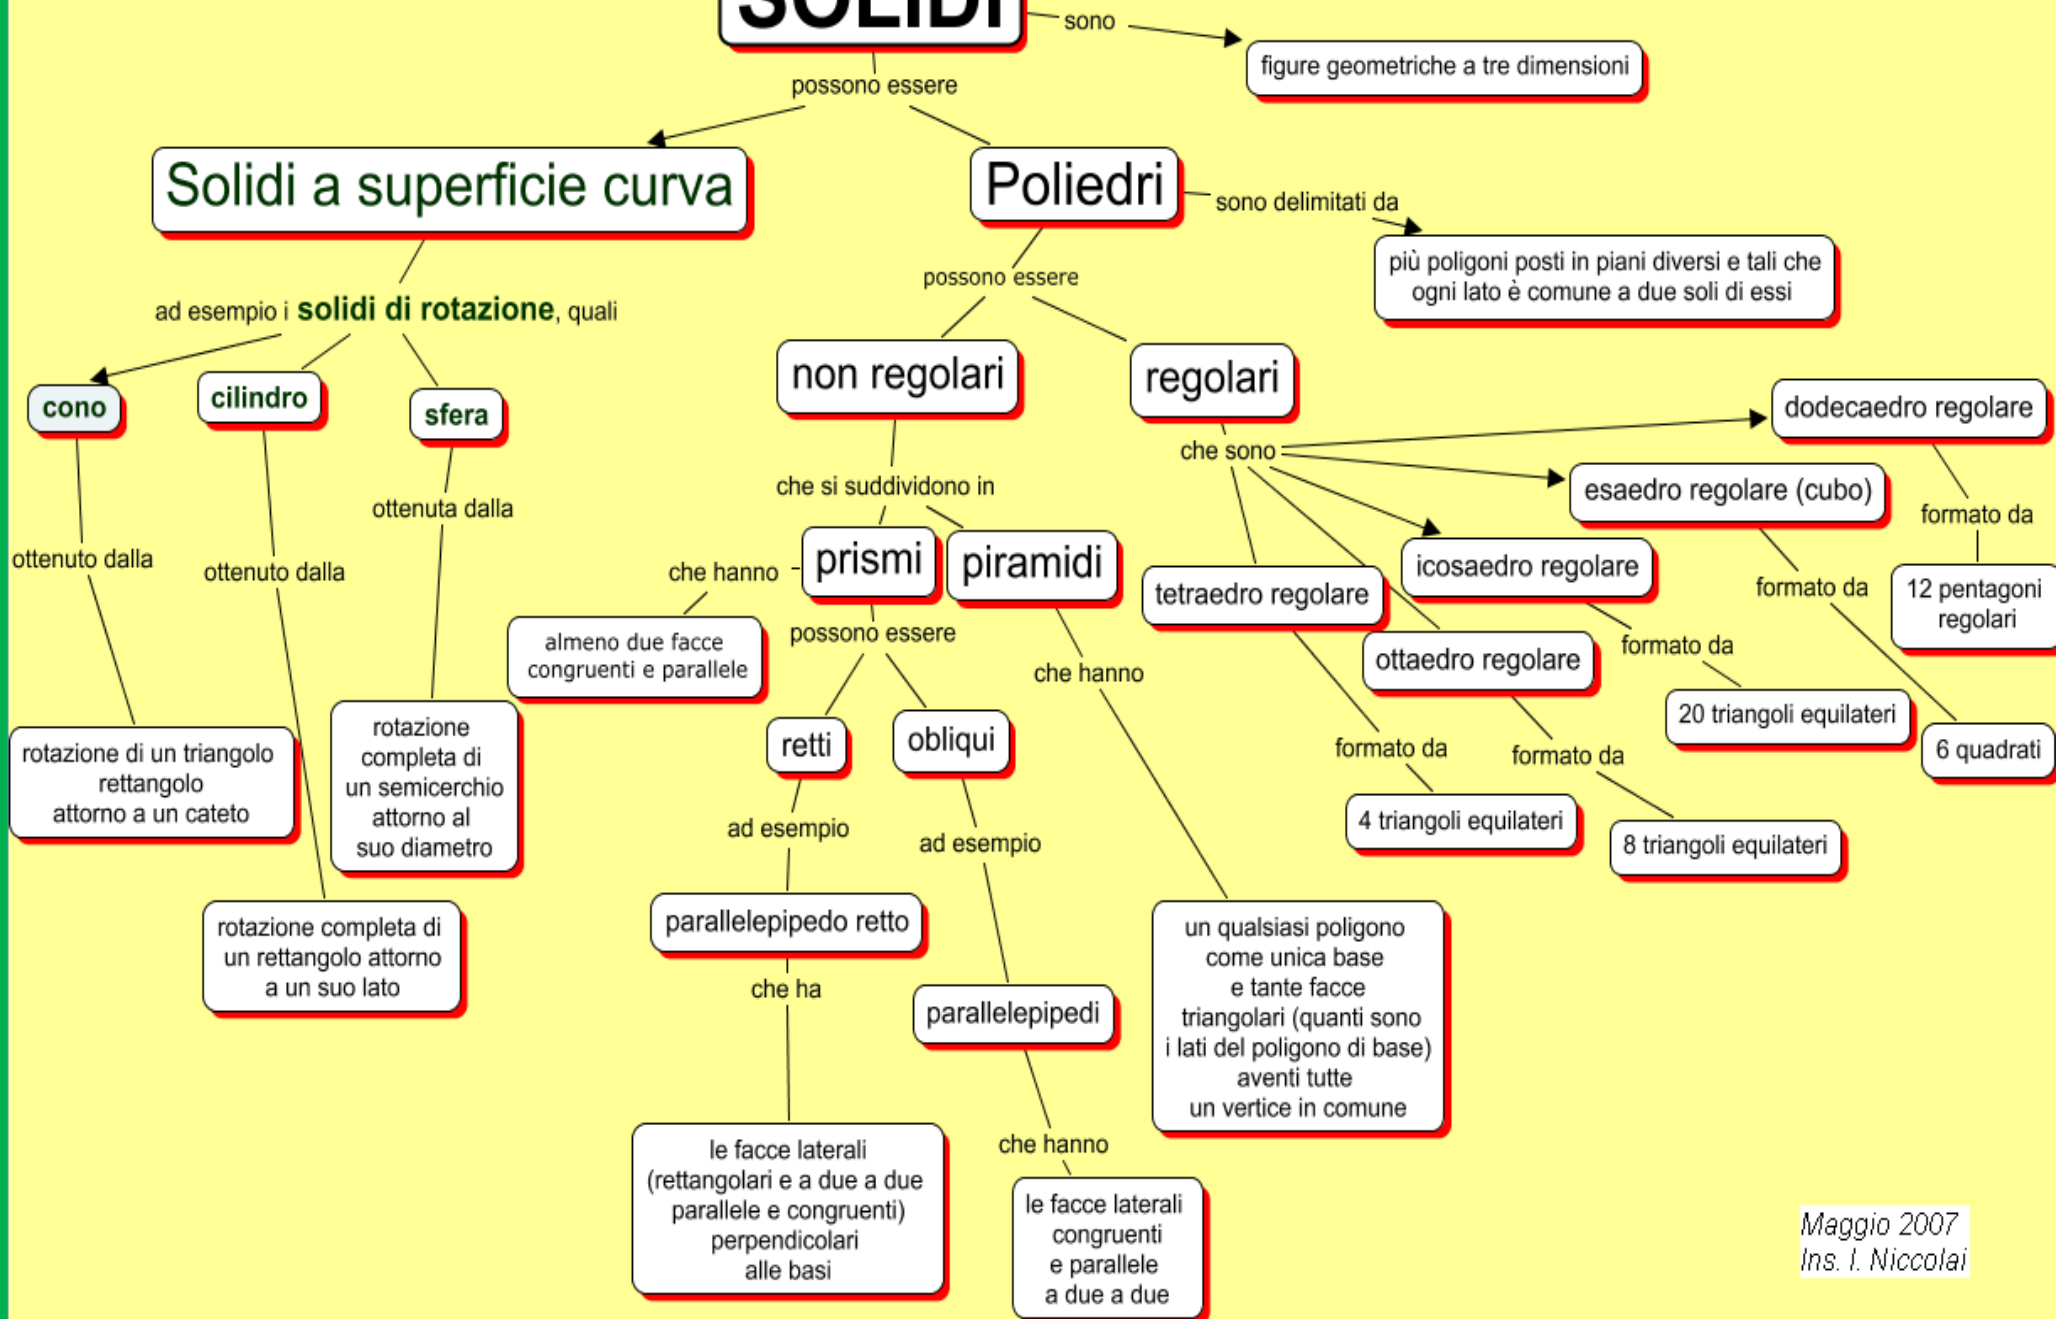 SOLIDI
sono
figure geometriche a tre dimensioni
possono essere
Solidi a superficie curva
Poliedri
sono delimitati da
più poligoni posti in piani diversi e tali che
ogni lato è comune a due soli di essi
ad esempio i solidi di rotazione, quali
cono
cilindro
sfera
ottenuto dalla
ottenuto dalla
ottenuta dalla
rotazione di un triangolo
rettangolo
attorno a un cateto
rotazione completa di
un rettangolo attorno
a un suo lato
rotazione
completa di
un semicerchio
attorno al
suo diametro
possono essere
non regolari
regolari
che si suddividono in
prismi
piramidi
che hanno
almeno due facce
congruenti e parallele
possono essere
retti
obliqui
ad esempio
parallelepipedo retto
che ha
le facce laterali
(rettangolari e a due a due
parallele e congruenti)
perpendicolari
alle basi
ad esempio
parallelepipedi
che hanno
le facce laterali
congruenti
e parallele
a due a due
che hanno
un qualsiasi poligono
come unica base
e tante facce
triangolari (quanti sono
i lati del poligono di base)
aventi tutte
un vertice in comune
che sono
tetraedro regolare
formato da
4 triangoli equilateri
ottaedro regolare
formato da
8 triangoli equilateri
icosaedro regolare
formato da
20 triangoli equilateri
esaedro regolare (cubo)
formato da
6 quadrati
dodecaedro regolare
formato da
12 pentagoni
regolari
Maggio 2007
Ins. I. Niccolai